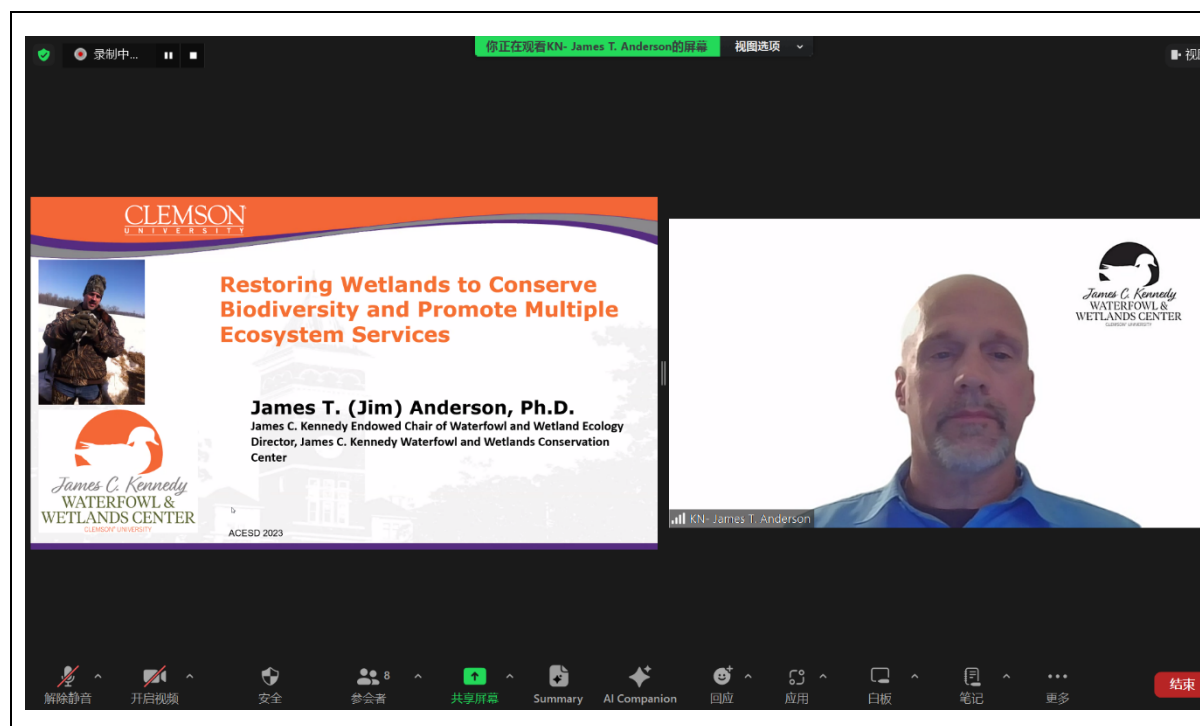 录制中...
你正在观看KN- James T. Anderson的屏幕
视图选项
CLEMSON
UNIVERSITY
Restoring Wetlands to Conserve
Biodiversity and Promote Multiple
Ecosystem Services
James T. (Jim) Anderson, Ph.D.
James C. Kennedy Endowed Chair of Waterfowl and Wetland Ecology
Director, James C. Kennedy Waterfowl and Wetlands Conservation
Center
James C. Kennedy
WATERFOWL &
WETLANDS CENTER
CLEMSON UNIVERSITY
ACESD 2023
James C. Kennedy
WATERFOWL &
WETLANDS CENTER
CLEMSON UNIVERSITY
KN- James T. Anderson
解除静音
开启视频
安全
8
参会者
共享屏幕
Summary
AI Companion
回应
应用
白板
笔记
更多
结束